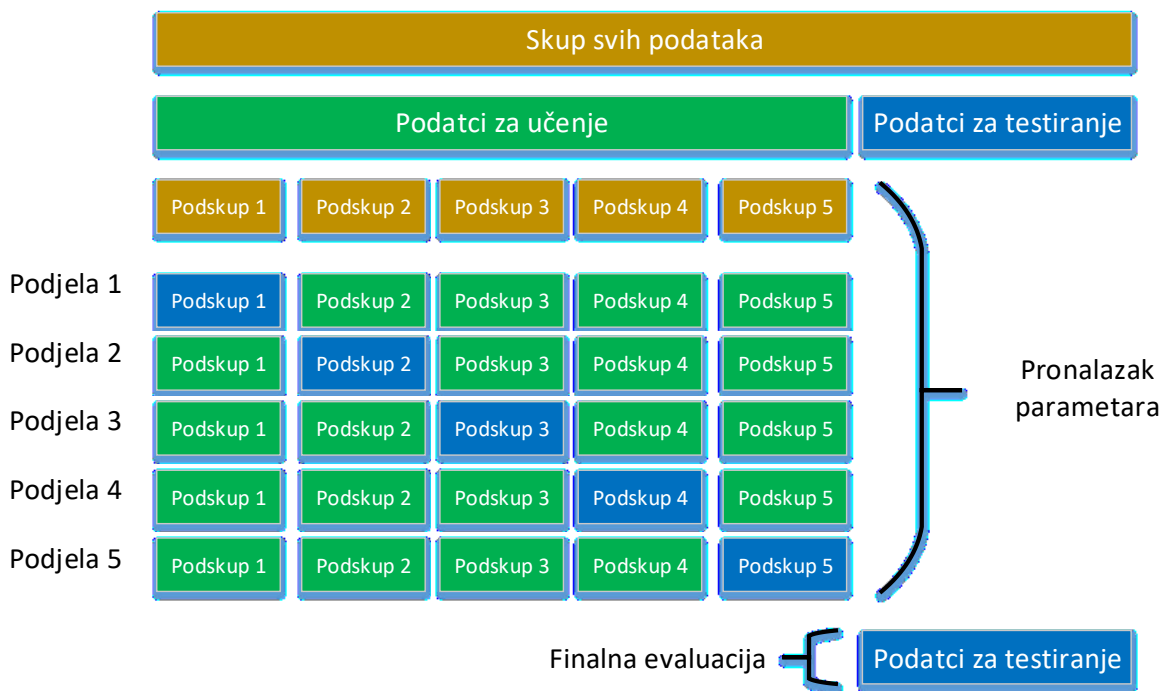 Skup svih podataka
Podatci za učenje
Podatci za testiranje
Podskup 1 Podskup 2 Podskup 3 Podskup 4 Podskup 5
Podjela 1 Podskup 1 Podskup 2 Podskup 3 Podskup 4 Podskup 5
Podjela 2 Podskup 1 Podskup 2 Podskup 3 Podskup 4 Podskup 5
Podjela 3 Podskup 1 Podskup 2 Podskup 3 Podskup 4 Podskup 5
Podjela 4 Podskup 1 Podskup 2 Podskup 3 Podskup 4 Podskup 5
Podjela 5 Podskup 1 Podskup 2 Podskup 3 Podskup 4 Podskup 5
Pronalazak
parametara
Finalna evaluacija
Podatci za testiranje